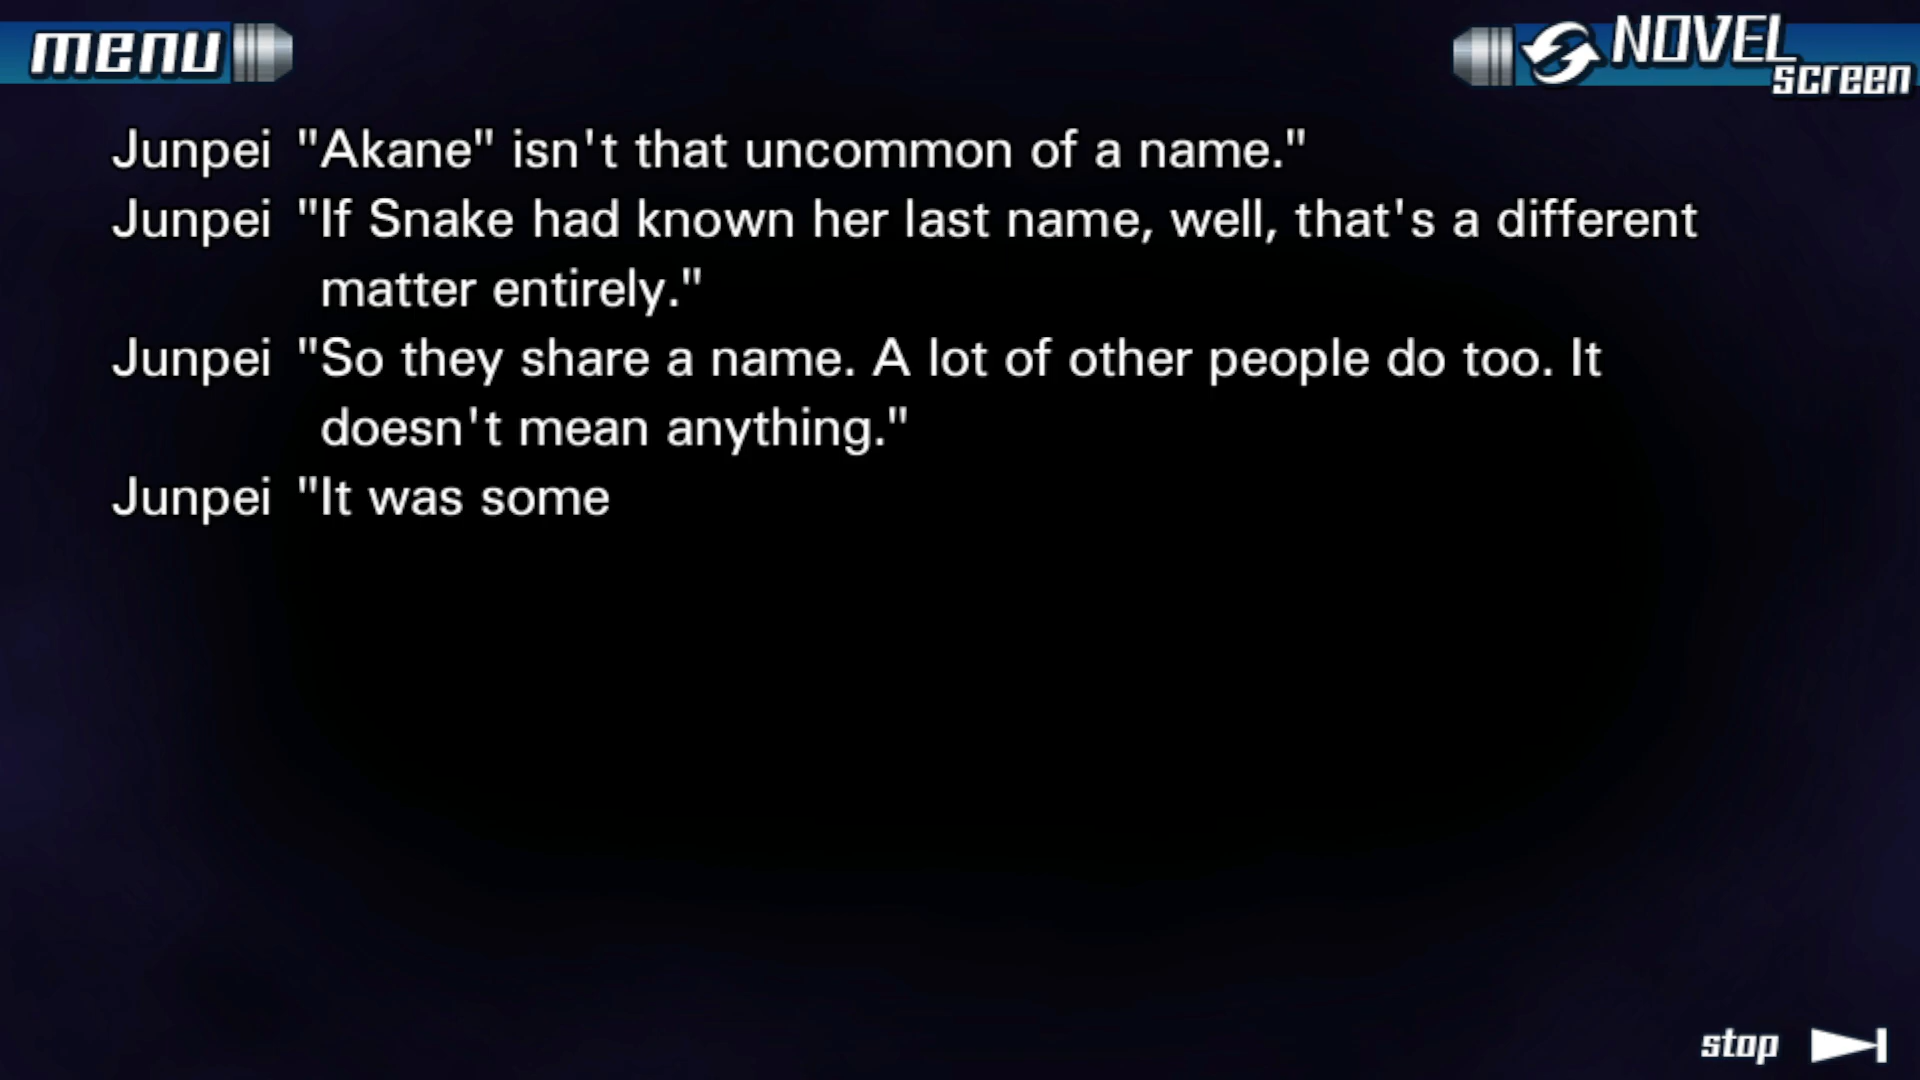 menu
NOVEL
screen
Junpei "Akane" isn't that uncommon of a name."
Junpei "If Snake had known her last name, well, that's a different
matter entirely."
Junpei "So they share a name. A lot of other people do too. It
doesn't mean anything."
Junpei "It was some
stop